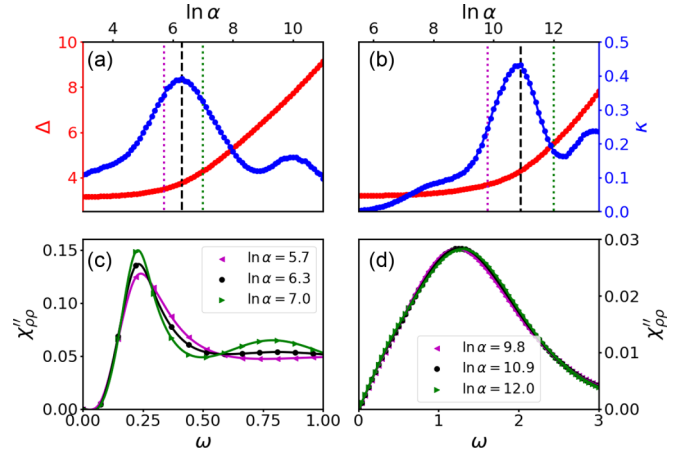 ln α
ln α
4 6 8 10
6 8 10 12
(a)
(b)
10
8
6
4
Δ
0.5
0.4
0.3
0.2
0.1
0.0
κ
(c)
(d)
0.15
0.10
0.05
0.00
χ″ρρ
ln α = 5.7
ln α = 6.3
ln α = 7.0
ln α = 9.8
ln α = 10.9
ln α = 12.0
0.03
0.02
0.01
0.00
χ″ρρ
0.00 0.25 0.50 0.75 1.00
0 1 2 3
ω
ω